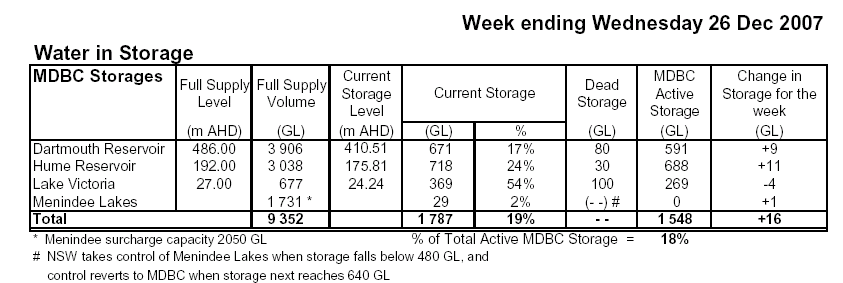 Week ending Wednesday 26 Dec 2007
Water in Storage
MDBC Storages Full Supply Level (m AHD) Full Supply Volume (GL) Current Storage Level (m AHD) Current Storage (GL) % Dead Storage (GL) MDBC Active Storage (GL) Change in Storage for the week (GL)
Dartmouth Reservoir 486.00 3 906 410.51 671 17% 80 591 +9
Hume Reservoir 192.00 3 038 175.81 718 24% 30 688 +11
Lake Victoria 27.00 677 24.24 369 54% 100 269 -4
Menindee Lakes 1 731 * 29 2% (- -) # 0 +1
Total 9 352 1 787 19% - - 1 548 +16
* Menindee surcharge capacity 2050 GL % of Total Active MDBC Storage = 18%
# NSW takes control of Menindee Lakes when storage falls below 480 GL, and
control reverts to MDBC when storage next reaches 640 GL